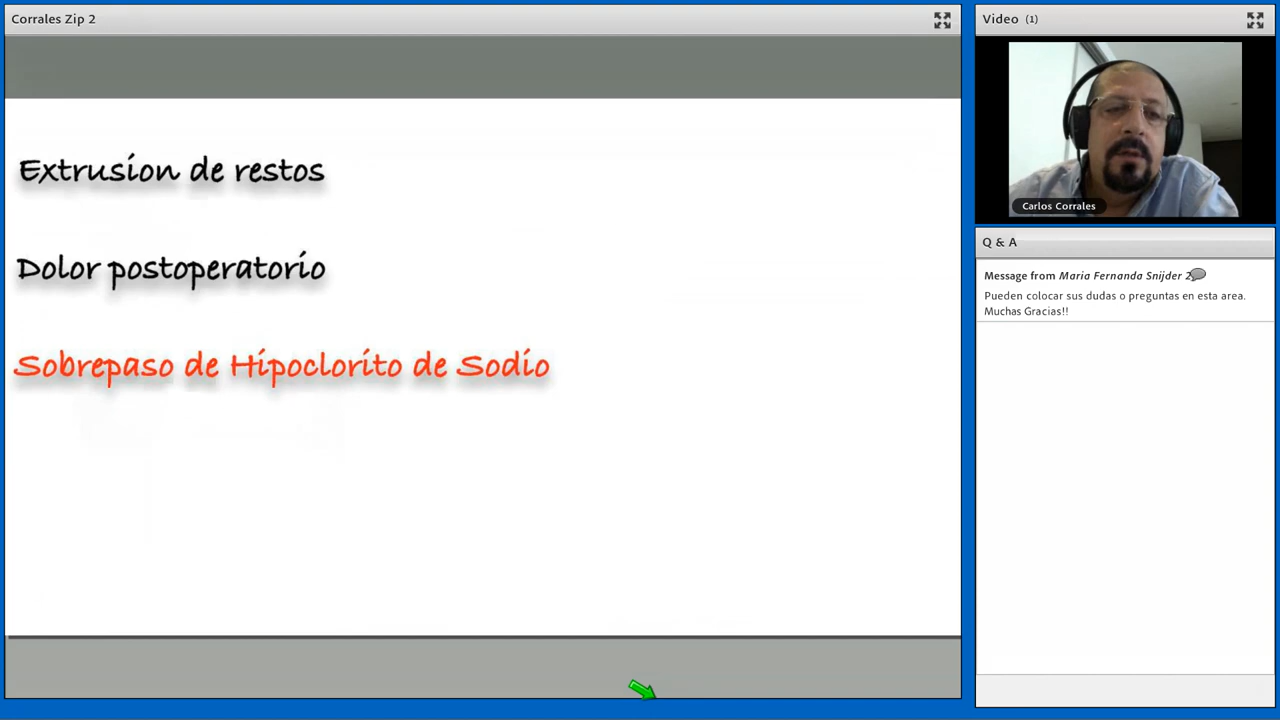 Corrales Zip 2
Extrusion de restos
Dolor postoperatorio
Sobrepaso de Hipoclorito de Sodio
Video (1)
Carlos Corrales
Q & A
Message from Maria Fernanda Snijder 2
Pueden colocar sus dudas o preguntas en esta area.
Muchas Gracias!!